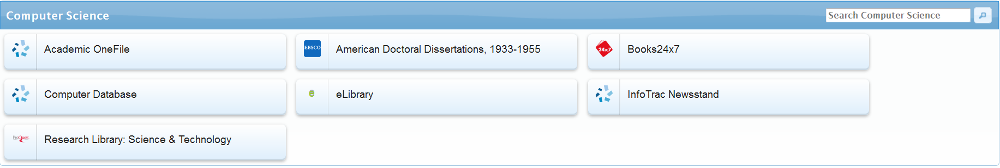 Computer Science
Search Computer Science
Academic OneFile
EBSCO
American Doctoral Dissertations, 1933-1955
24x7
Books24x7
Computer Database
e
eLibrary
InfoTrac Newsstand
ProQuest
Research Library: Science & Technology